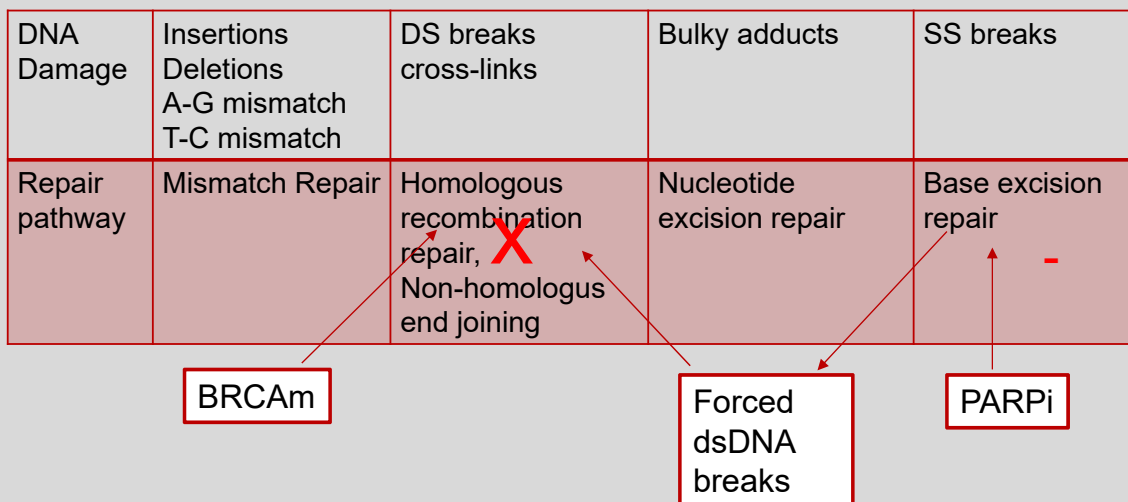 DNA
Damage
Insertions
Deletions
A-G mismatch
T-C mismatch
DS breaks
cross-links
Bulky adducts
SS breaks
Repair
pathway
Mismatch Repair
Homologous
recombination
repair,
Non-homologus
end joining
X
Nucleotide
excision repair
Base excision
repair
-
BRCAm
Forced
dsDNA
breaks
PARPi